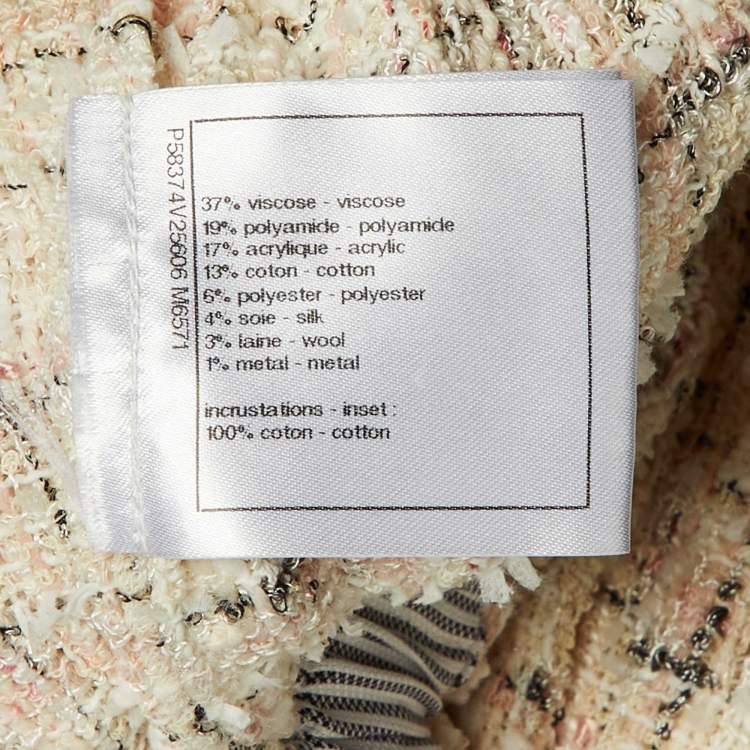 P58374V25606 M6571
37% viscose - viscose
19% polyamide - polyamide
17% acrylique - acrylic
13% coton - cotton
6% polyester - polyester
4% soie - silk
3% laine - wool
1% metal - metal
incrustations - inset :
100% coton - cotton